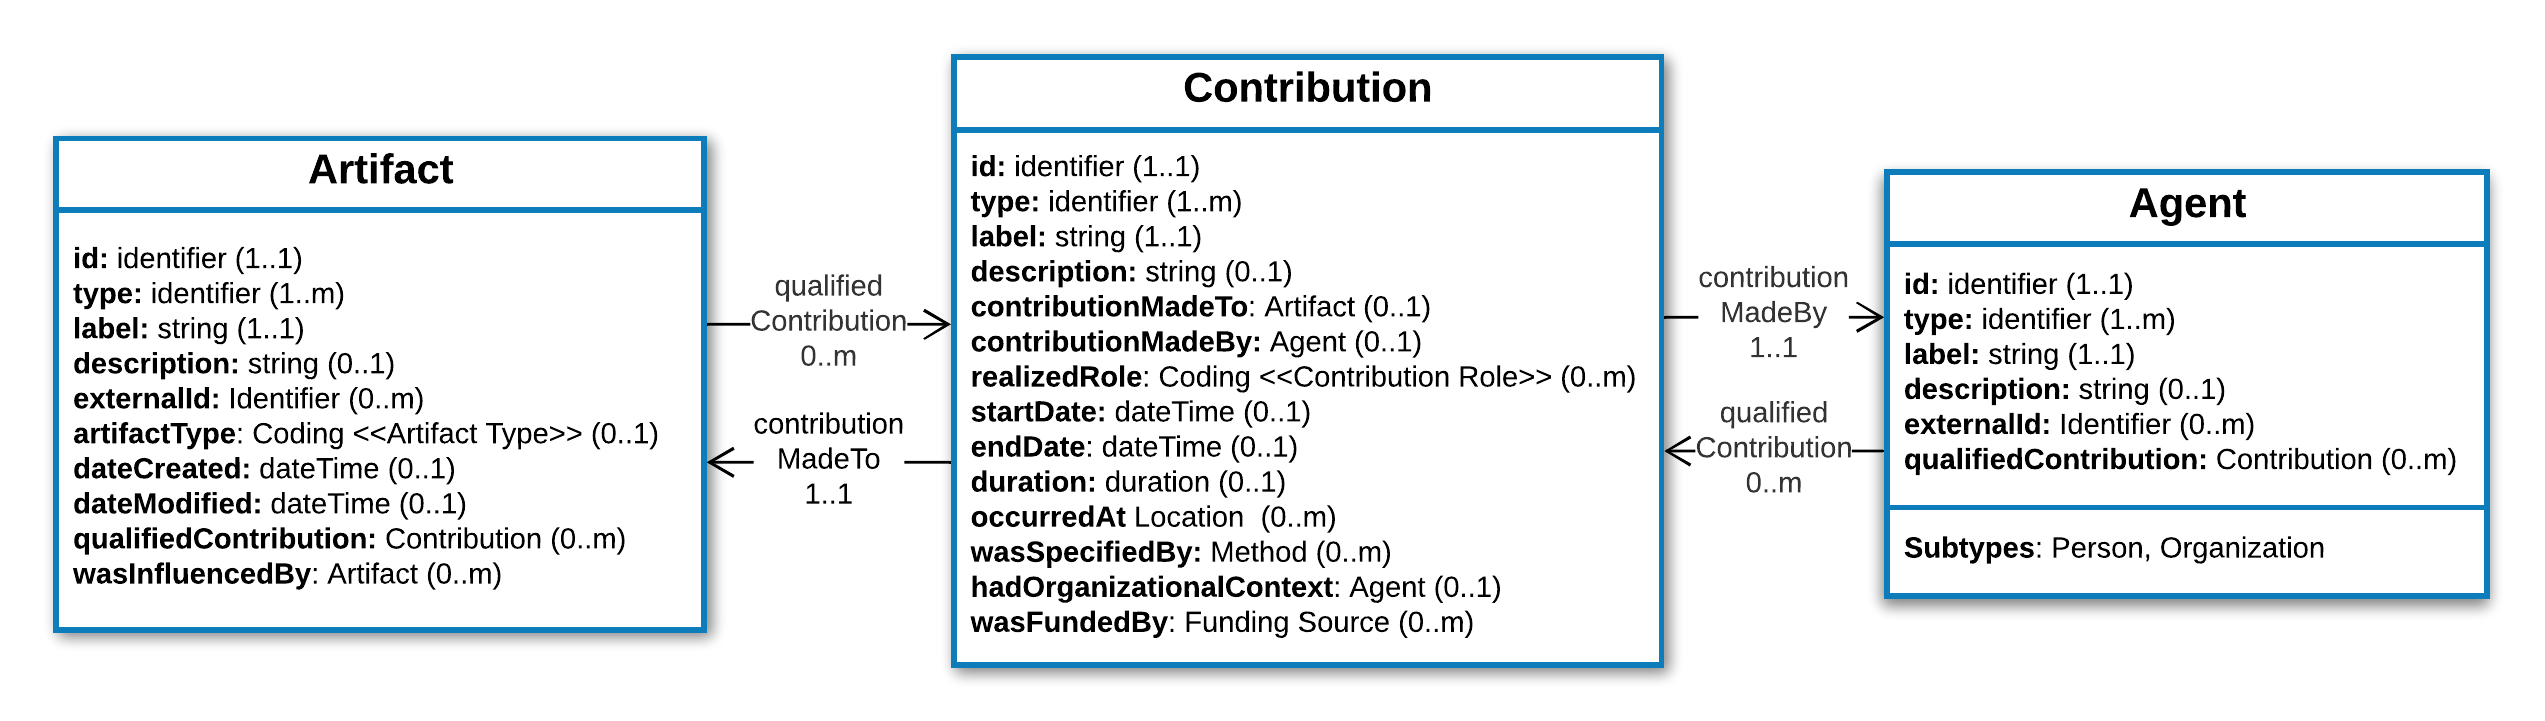 Artifact
id: identifier (1..1)
type: identifier (1..m)
label: string (1..1)
description: string (0..1)
externalId: Identifier (0..m)
artifactType: Coding <<Artifact Type>> (0..1)
dateCreated: dateTime (0..1)
dateModified: dateTime (0..1)
qualifiedContribution: Contribution (0..m)
wasInfluencedBy: Artifact (0..m)
qualified
Contribution
0..m
contribution
MadeTo
1..1
Contribution
id: identifier (1..1)
type: identifier (1..m)
label: string (1..1)
description: string (0..1)
contributionMadeTo: Artifact (0..1)
contributionMadeBy: Agent (0..1)
realizedRole: Coding <<Contribution Role>> (0..m)
startDate: dateTime (0..1)
endDate: dateTime (0..1)
duration: duration (0..1)
occurredAt Location  (0..m)
wasSpecifiedBy: Method (0..m)
hadOrganizationalContext: Agent (0..1)
wasFundedBy: Funding Source (0..m)
contribution
MadeBy
1..1
qualified
Contribution
0..m
Agent
id: identifier (1..1)
type: identifier (1..m)
label: string (1..1)
description: string (0..1)
externalId: Identifier (0..m)
qualifiedContribution: Contribution (0..m)
Subtypes: Person, Organization